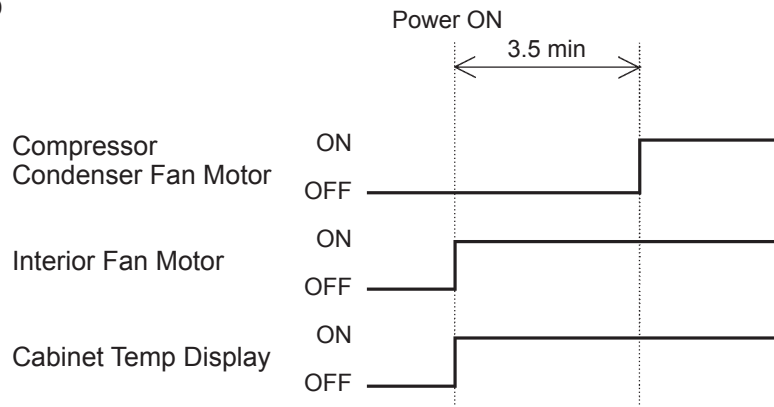 Power ON
3.5 min
Compressor
Condenser Fan Motor
ON
OFF
Interior Fan Motor
ON
OFF
Cabinet Temp Display
ON
OFF